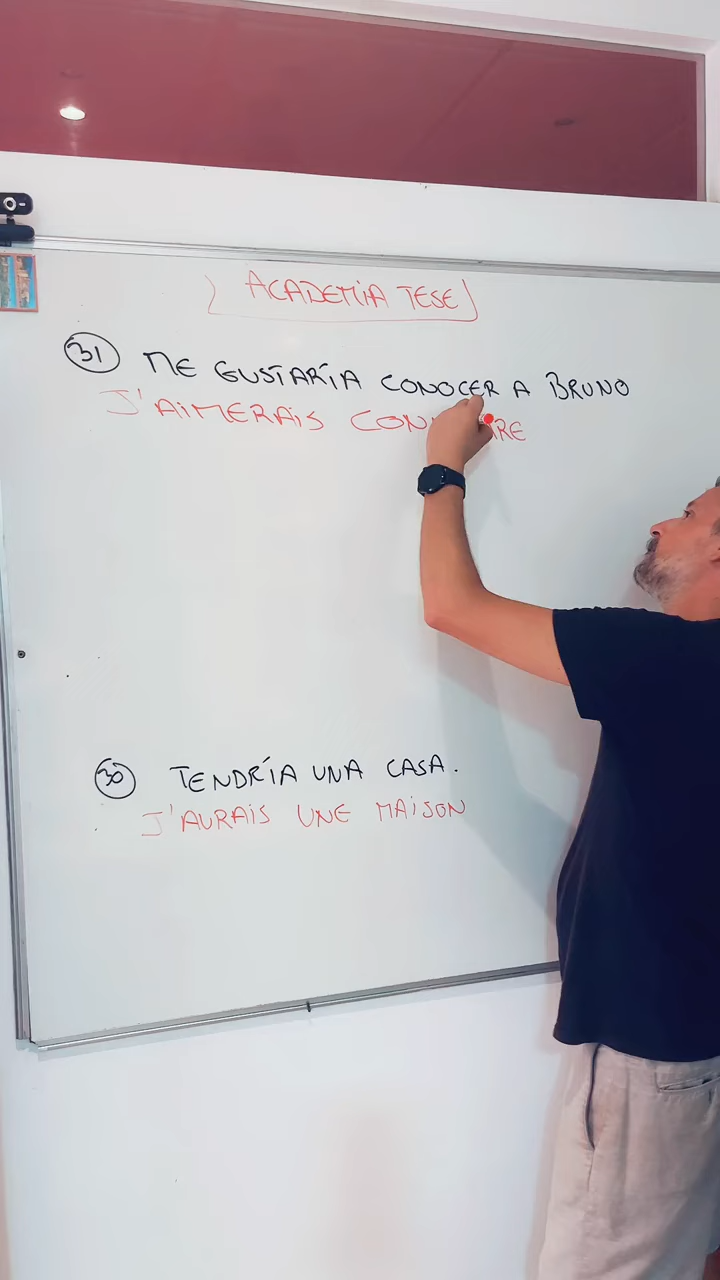 ACADEMIA TESE
31 ME GUSTARÍA CONOCER A BRUNO
J'AIMERAIS
30 TENDRÍA UNA CASA.
J'AURAIS UNE MAISON